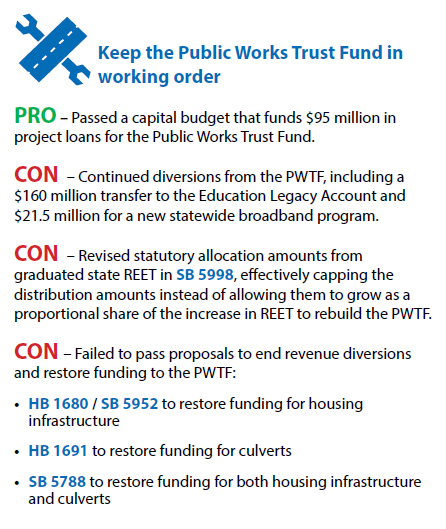 Keep the Public Works Trust Fund in
working order
PRO – Passed a capital budget that funds $95 million in
project loans for the Public Works Trust Fund.
CON – Continued diversions from the PWTF, including a
$160 million transfer to the Education Legacy Account and
$21.5 million for a new statewide broadband program.
CON – Revised statutory allocation amounts from
graduated state REET in SB 5998, effectively capping the
distribution amounts instead of allowing them to grow as a
proportional share of the increase in REET to rebuild the PWTF.
CON – Failed to pass proposals to end revenue diversions
and restore funding to the PWTF:
• HB 1680 / SB 5952 to restore funding for housing
infrastructure
• HB 1691 to restore funding for culverts
• SB 5788 to restore funding for both housing infrastructure
and culverts